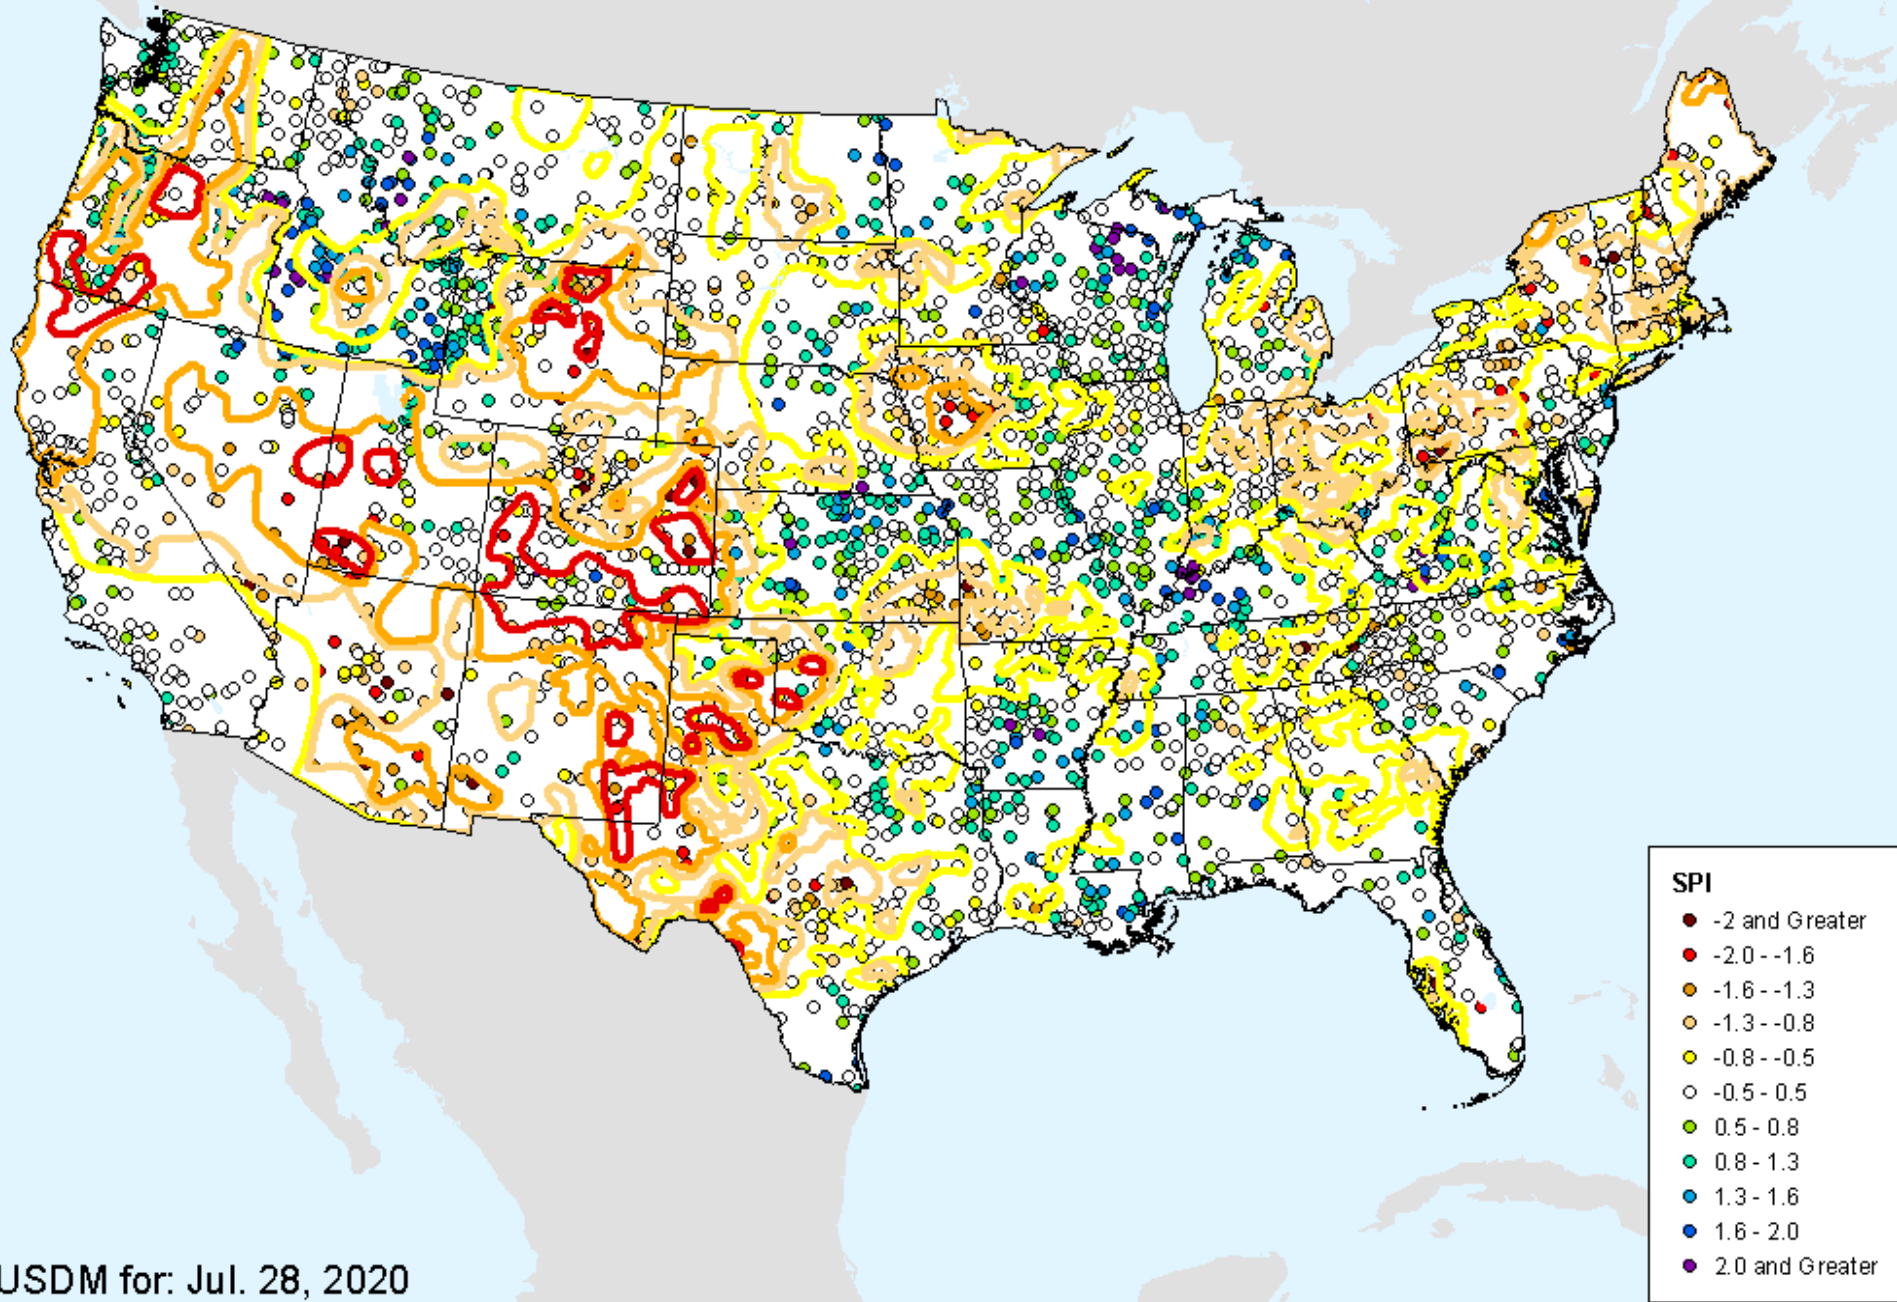 SPI
-2 and Greater
-2.0 - -1.6
-1.6 - -1.3
-1.3 - -0.8
-0.8 - -0.5
-0.5 - 0.5
0.5 - 0.8
0.8 - 1.3
1.3 - 1.6
1.6 - 2.0
2.0 and Greater
USDM for: Jul. 28, 2020